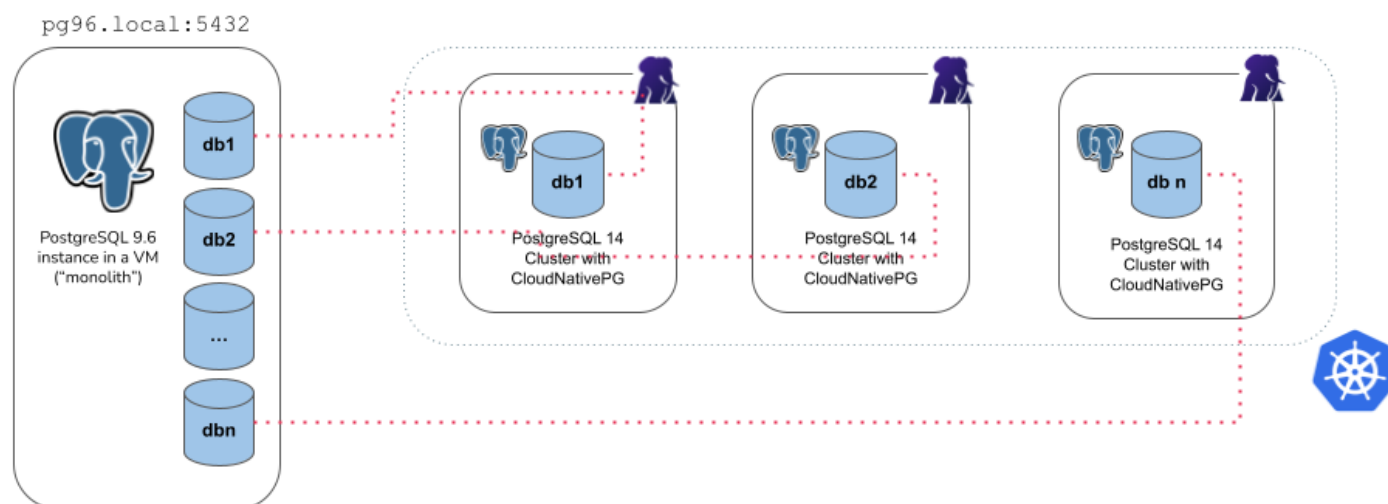 pg96.local:5432
db1
db2
...
dbn
PostgreSQL 9.6
instance in a VM
(“monolith”)
db1
PostgreSQL 14
Cluster with
CloudNativePG
db2
PostgreSQL 14
Cluster with
CloudNativePG
db n
PostgreSQL 14
Cluster with
CloudNativePG